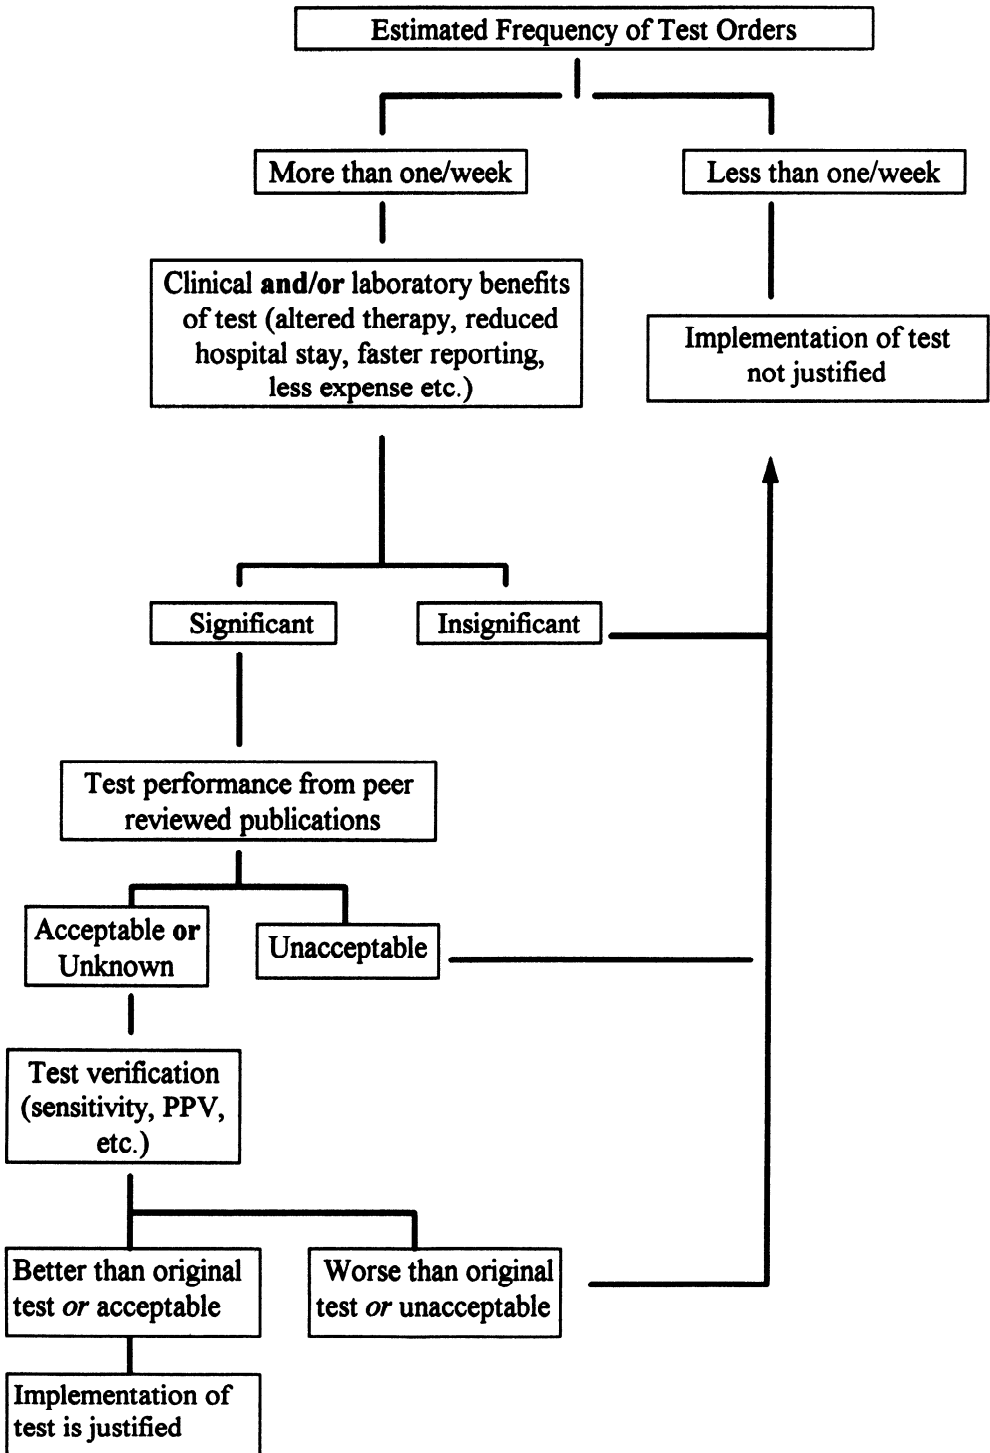 Estimated Frequency of Test Orders
More than one/week
Less than one/week
Clinical and/or laboratory benefits
of test (altered therapy, reduced
hospital stay, faster reporting,
less expense etc.)
Implementation of test
not justified
Significant
Insignificant
Test performance from peer
reviewed publications
Acceptable or
Unknown
Unacceptable
Test verification
(sensitivity, PPV,
etc.)
Better than original
test or acceptable
Worse than original
test or unacceptable
Implementation of
test is justified